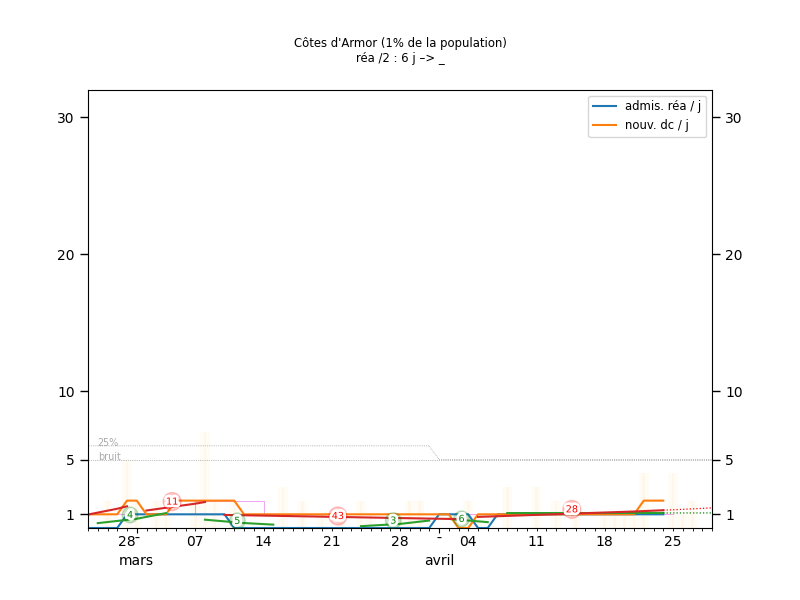 Côtes d'Armor (1% de la population)
réa /2 : 6 j –> _
admis. réa / j
nouv. dc / j
30 30
20 20
10 10
5 5
1 1
25%
bruit
4 11 5 43 3 6 28
28 - 07 14 21 28 - 04 11 18 25
mars avril